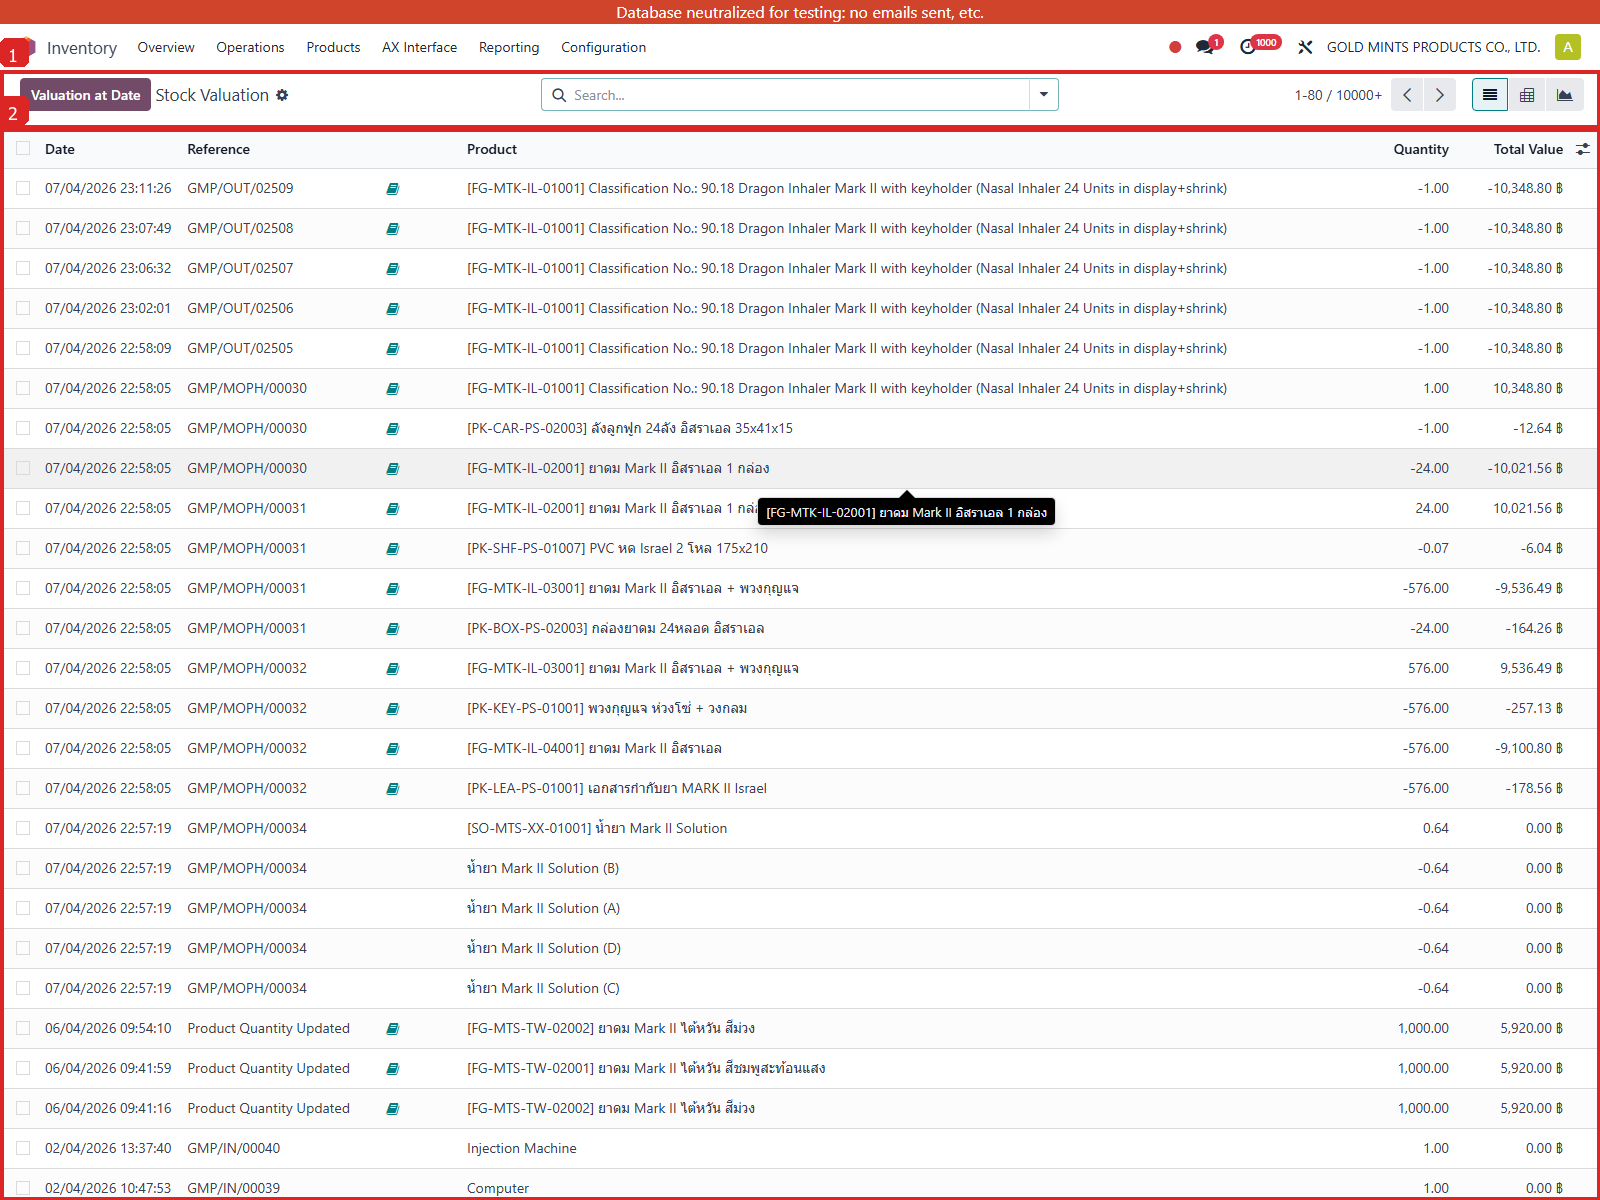 Database neutralized for testing: no emails sent, etc.
1 Inventory Overview Operations Products AX Interface Reporting Configuration 1 1000 GOLD MINTS PRODUCTS CO., LTD. A
2 Valuation at Date Stock Valuation Search... 1-80 / 10000+
Date Reference Product Quantity Total Value
07/04/2026 23:11:26 GMP/OUT/02509 [FG-MTK-IL-01001] Classification No.: 90.18 Dragon Inhaler Mark II with keyholder (Nasal Inhaler 24 Units in display+shrink) -1.00 -10,348.80 ฿
07/04/2026 23:07:49 GMP/OUT/02508 [FG-MTK-IL-01001] Classification No.: 90.18 Dragon Inhaler Mark II with keyholder (Nasal Inhaler 24 Units in display+shrink) -1.00 -10,348.80 ฿
07/04/2026 23:06:32 GMP/OUT/02507 [FG-MTK-IL-01001] Classification No.: 90.18 Dragon Inhaler Mark II with keyholder (Nasal Inhaler 24 Units in display+shrink) -1.00 -10,348.80 ฿
07/04/2026 23:02:01 GMP/OUT/02506 [FG-MTK-IL-01001] Classification No.: 90.18 Dragon Inhaler Mark II with keyholder (Nasal Inhaler 24 Units in display+shrink) -1.00 -10,348.80 ฿
07/04/2026 22:58:09 GMP/OUT/02505 [FG-MTK-IL-01001] Classification No.: 90.18 Dragon Inhaler Mark II with keyholder (Nasal Inhaler 24 Units in display+shrink) -1.00 -10,348.80 ฿
07/04/2026 22:58:05 GMP/MOPH/00030 [FG-MTK-IL-01001] Classification No.: 90.18 Dragon Inhaler Mark II with keyholder (Nasal Inhaler 24 Units in display+shrink) 1.00 10,348.80 ฿
07/04/2026 22:58:05 GMP/MOPH/00030 [PK-CAR-PS-02003] ลังลูกฟูก 24ลัง อิสราเอล 35x41x15 -1.00 -12.64 ฿
07/04/2026 22:58:05 GMP/MOPH/00030 [FG-MTK-IL-02001] ยาดม Mark II อิสราเอล 1 กล่อง -24.00 -10,021.56 ฿
07/04/2026 22:58:05 GMP/MOPH/00031 [FG-MTK-IL-02001] ยาดม Mark II อิสราเอล 1 กล่ 24.00 10,021.56 ฿
[FG-MTK-IL-02001] ยาดม Mark II อิสราเอล 1 กล่อง
07/04/2026 22:58:05 GMP/MOPH/00031 [PK-SHF-PS-01007] PVC หด Israel 2 โหล 175x210 -0.07 -6.04 ฿
07/04/2026 22:58:05 GMP/MOPH/00031 [FG-MTK-IL-03001] ยาดม Mark II อิสราเอล + พวงกุญแจ -576.00 -9,536.49 ฿
07/04/2026 22:58:05 GMP/MOPH/00031 [PK-BOX-PS-02003] กล่องยาดม 24หลอด อิสราเอล -24.00 -164.26 ฿
07/04/2026 22:58:05 GMP/MOPH/00032 [FG-MTK-IL-03001] ยาดม Mark II อิสราเอล + พวงกุญแจ 576.00 9,536.49 ฿
07/04/2026 22:58:05 GMP/MOPH/00032 [PK-KEY-PS-01001] พวงกุญแจ ห่วงโซ่ + วงกลม -576.00 -257.13 ฿
07/04/2026 22:58:05 GMP/MOPH/00032 [FG-MTK-IL-04001] ยาดม Mark II อิสราเอล -576.00 -9,100.80 ฿
07/04/2026 22:58:05 GMP/MOPH/00032 [PK-LEA-PS-01001] เอกสารกำกับยา MARK II Israel -576.00 -178.56 ฿
07/04/2026 22:57:19 GMP/MOPH/00034 [SO-MTS-XX-01001] น้ำยา Mark II Solution 0.64 0.00 ฿
07/04/2026 22:57:19 GMP/MOPH/00034 น้ำยา Mark II Solution (B) -0.64 0.00 ฿
07/04/2026 22:57:19 GMP/MOPH/00034 น้ำยา Mark II Solution (A) -0.64 0.00 ฿
07/04/2026 22:57:19 GMP/MOPH/00034 น้ำยา Mark II Solution (D) -0.64 0.00 ฿
07/04/2026 22:57:19 GMP/MOPH/00034 น้ำยา Mark II Solution (C) -0.64 0.00 ฿
06/04/2026 09:54:10 Product Quantity Updated [FG-MTS-TW-02002] ยาดม Mark II ไต้หวัน สีม่วง 1,000.00 5,920.00 ฿
06/04/2026 09:41:59 Product Quantity Updated [FG-MTS-TW-02001] ยาดม Mark II ไต้หวัน สีชมพูสะท้อนแสง 1,000.00 5,920.00 ฿
06/04/2026 09:41:16 Product Quantity Updated [FG-MTS-TW-02002] ยาดม Mark II ไต้หวัน สีม่วง 1,000.00 5,920.00 ฿
02/04/2026 13:37:40 GMP/IN/00040 Injection Machine 1.00 0.00 ฿
02/04/2026 10:47:53 GMP/IN/00039 Computer 1.00 0.00 ฿